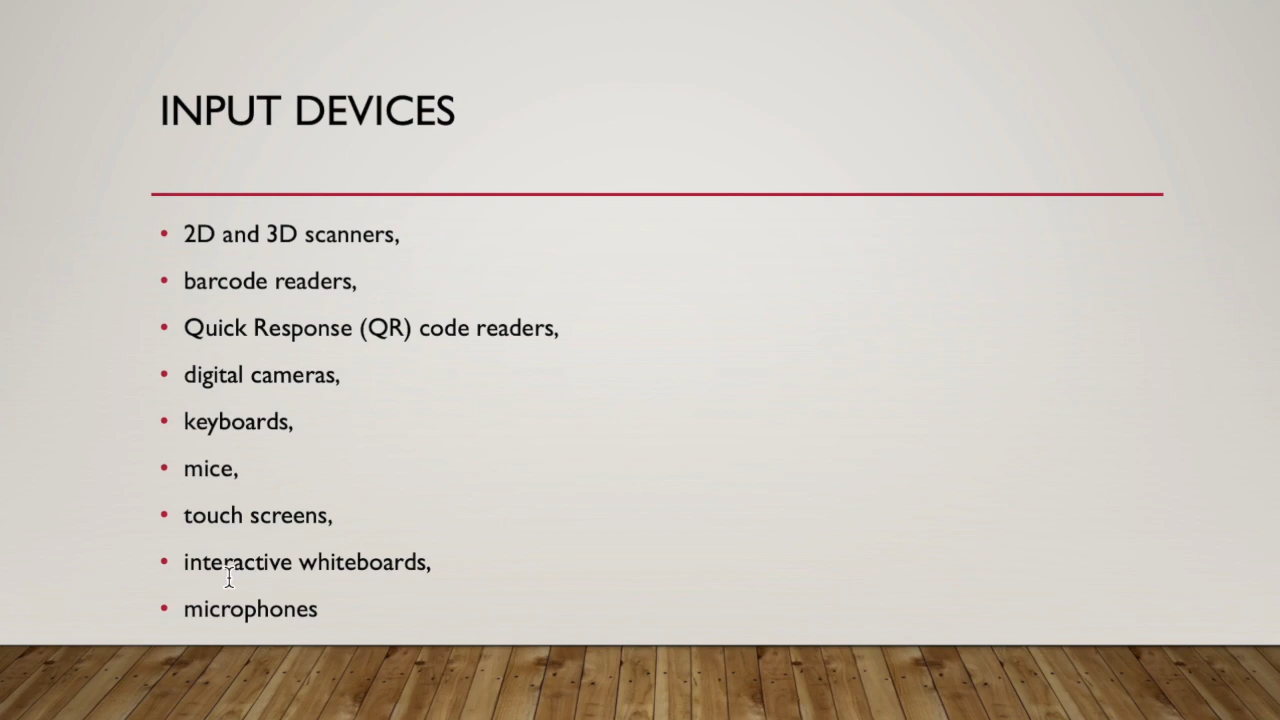 INPUT DEVICES
• 2D and 3D scanners,
• barcode readers,
• Quick Response (QR) code readers,
• digital cameras,
• keyboards,
• mice,
• touch screens,
• interactive whiteboards,
• microphones